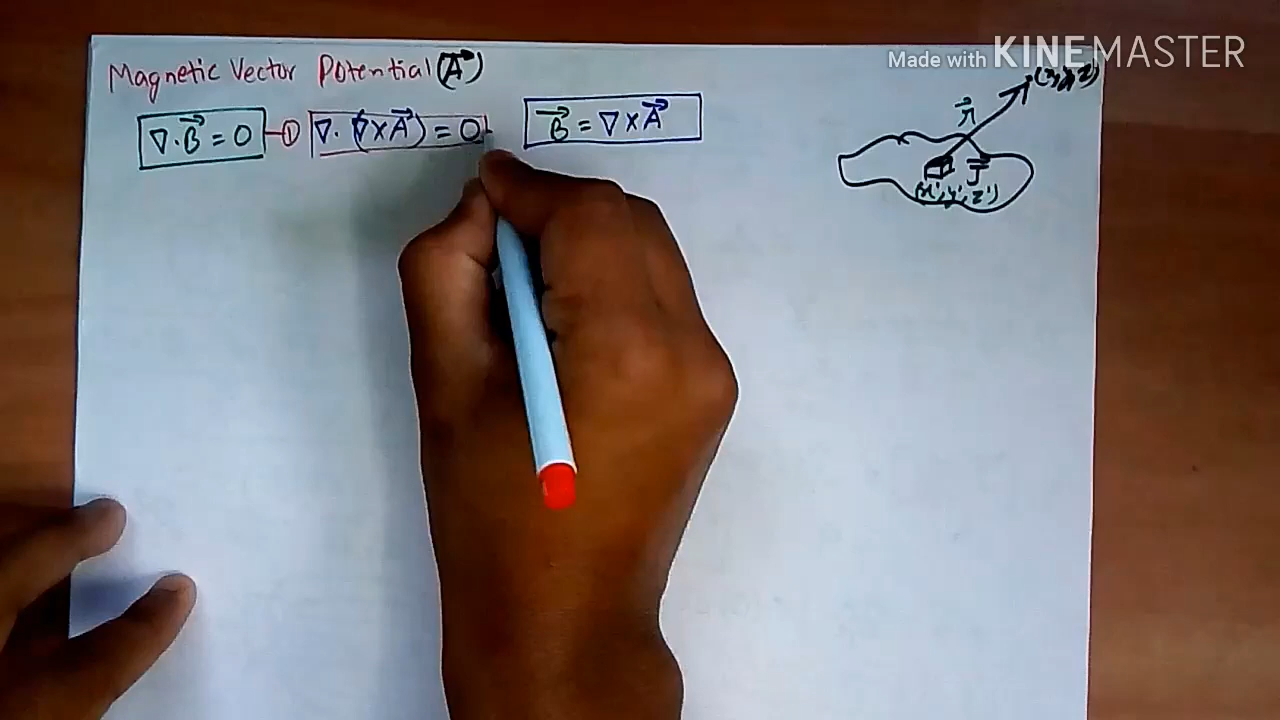 Made with KINEMASTER
Magnetic Vector Potential (A⃗)
∇·B⃗ = 0 —① ∇·(∇×A⃗) = 0 B⃗ = ∇×A⃗
J
(x',y',z')